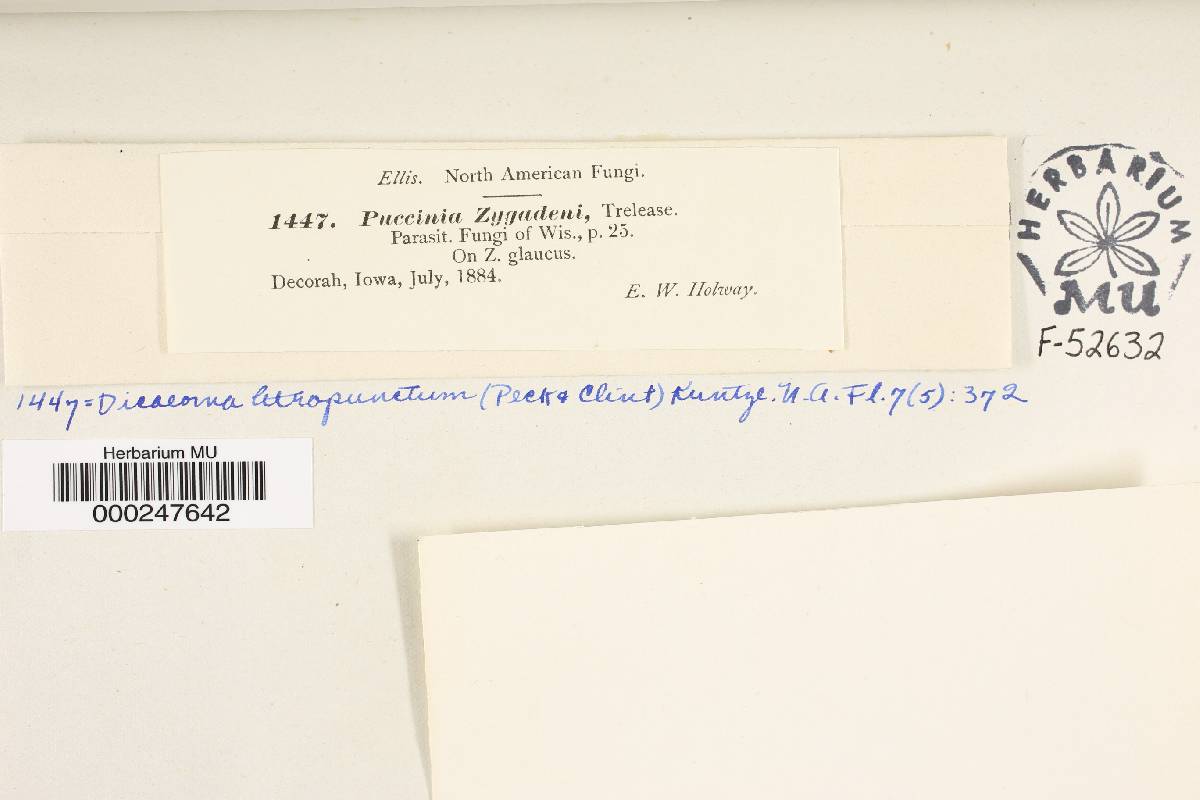 Ellis. North American Fungi.
1447. Puccinia Zygadeni, Trelease.
Parasit. Fungi of Wis., p. 25.
On Z. glaucus.
Decorah, Iowa, July, 1884.
E. W. Holway.
HERBARIUM
MU
F-52632
1447=Dicaeoma atropunctum (Peck & Clint) Kuntze. N.A. Fl. 7(5): 372
Herbarium MU
000247642